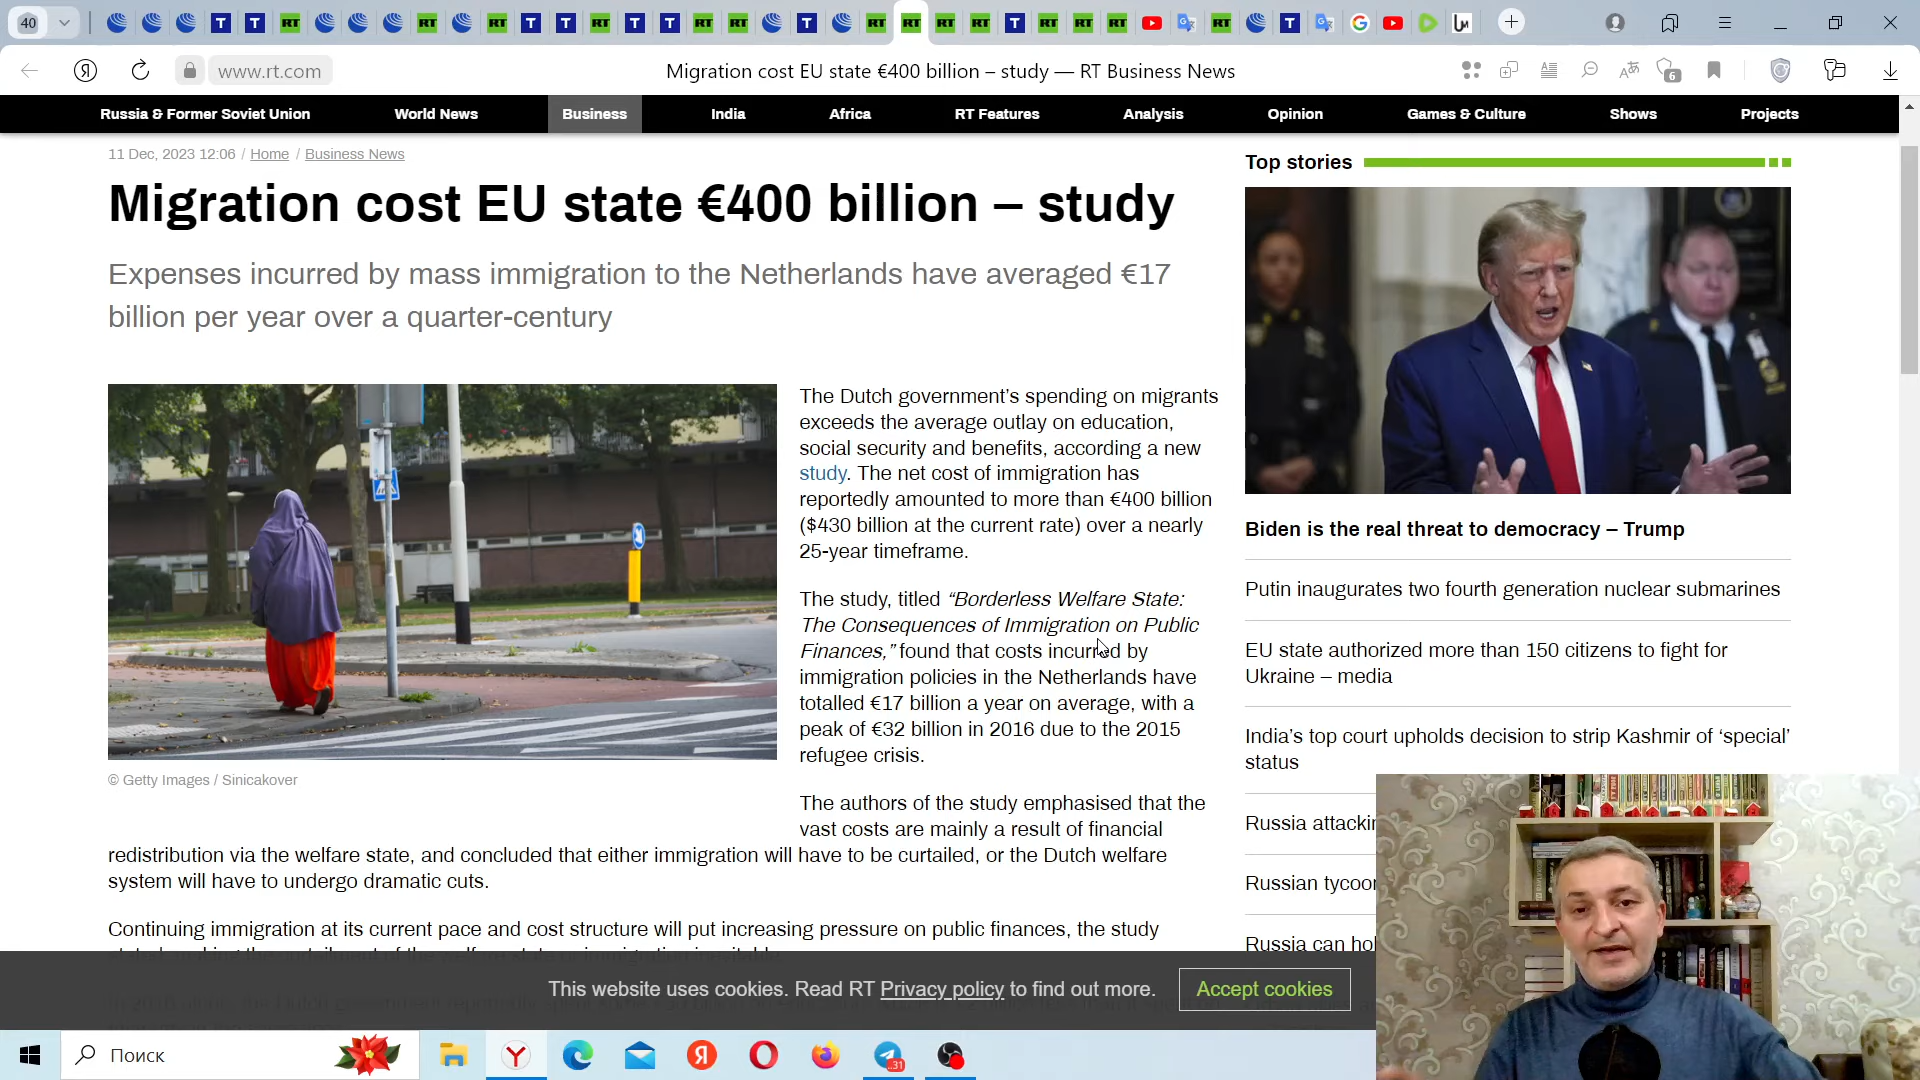 40
www.rt.com
Migration cost EU state €400 billion – study — RT Business News
6
Russia & Former Soviet Union
World News
Business
India
Africa
RT Features
Analysis
Opinion
Games & Culture
Shows
Projects
11 Dec, 2023 12:06 / Home / Business News
Migration cost EU state €400 billion – study
Expenses incurred by mass immigration to the Netherlands have averaged €17
billion per year over a quarter-century
© Getty Images / Sinicakover
The Dutch government’s spending on migrants
exceeds the average outlay on education,
social security and benefits, according a new
study. The net cost of immigration has
reportedly amounted to more than €400 billion
($430 billion at the current rate) over a nearly
25-year timeframe.
The study, titled “Borderless Welfare State:
The Consequences of Immigration on Public
Finances,” found that costs incurred by
immigration policies in the Netherlands have
totalled €17 billion a year on average, with a
peak of €32 billion in 2016 due to the 2015
refugee crisis.
The authors of the study emphasised that the
vast costs are mainly a result of financial
redistribution via the welfare state, and concluded that either immigration will have to be curtailed, or the Dutch welfare
system will have to undergo dramatic cuts.
Continuing immigration at its current pace and cost structure will put increasing pressure on public finances, the study
Top stories
Biden is the real threat to democracy – Trump
Putin inaugurates two fourth generation nuclear submarines
EU state authorized more than 150 citizens to fight for
Ukraine – media
India’s top court upholds decision to strip Kashmir of ‘special’
status
Russia
Russian
Russia can
This website uses cookies. Read RT Privacy policy to find out more.
Accept cookies
Поиск
31